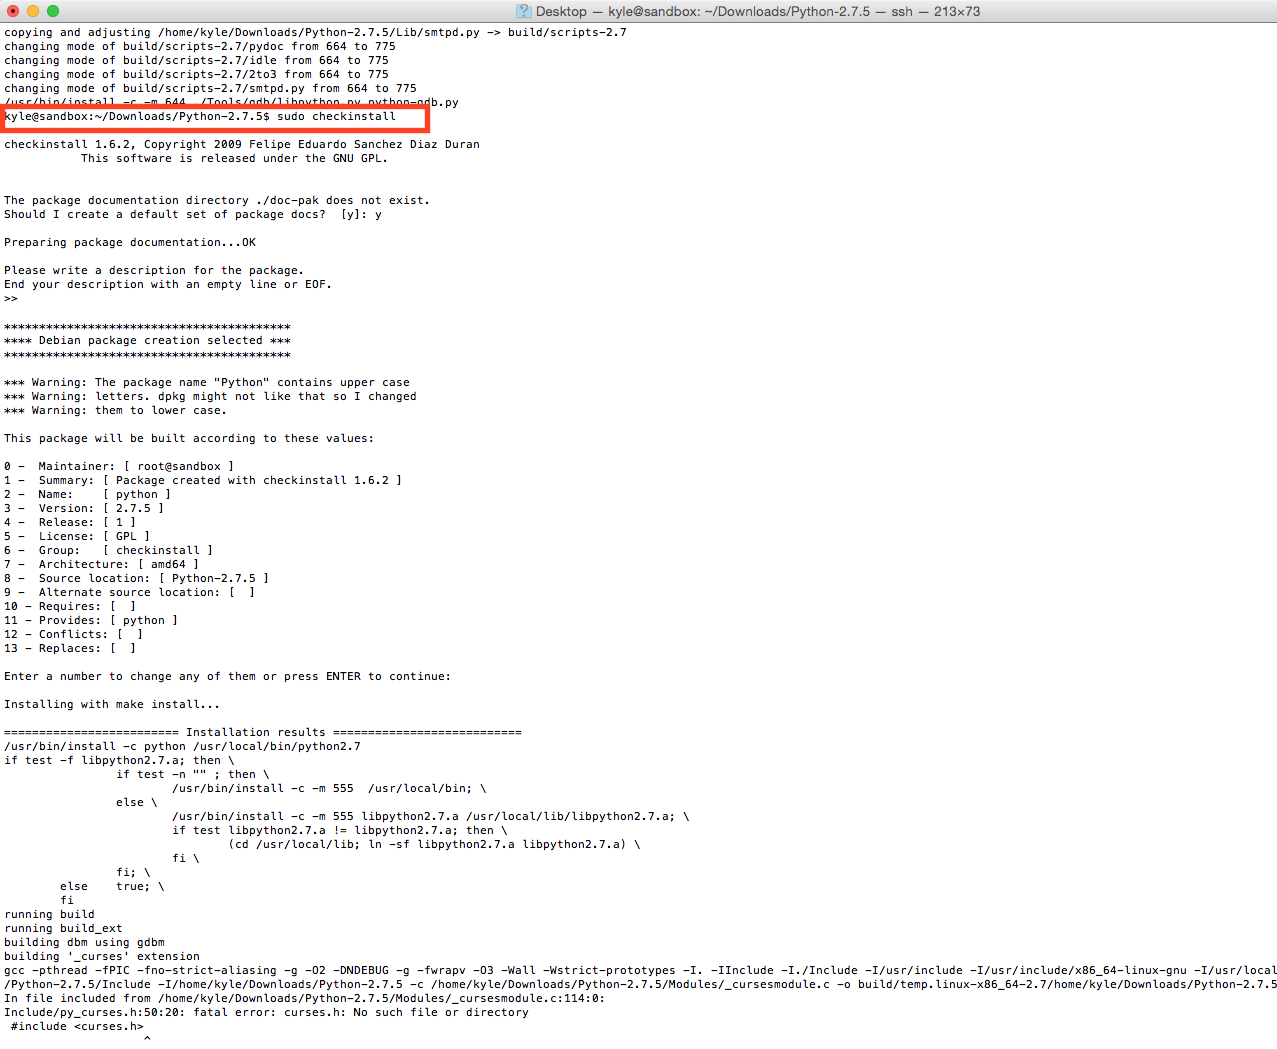 Desktop — kyle@sandbox: ~/Downloads/Python-2.7.5 — ssh — 213×73
copying and adjusting /home/kyle/Downloads/Python-2.7.5/Lib/smtpd.py -> build/scripts-2.7
changing mode of build/scripts-2.7/pydoc from 664 to 775
changing mode of build/scripts-2.7/idle from 664 to 775
changing mode of build/scripts-2.7/2to3 from 664 to 775
changing mode of build/scripts-2.7/smtpd.py from 664 to 775
/usr/bin/install -c -m 644 ./Tools/gdb/libpython.py python-gdb.py
kyle@sandbox:~/Downloads/Python-2.7.5$ sudo checkinstall
checkinstall 1.6.2, Copyright 2009 Felipe Eduardo Sanchez Diaz Duran
This software is released under the GNU GPL.
The package documentation directory ./doc-pak does not exist.
Should I create a default set of package docs?  [y]: y
Preparing package documentation...OK
Please write a description for the package.
End your description with an empty line or EOF.
>>
*****************************************
**** Debian package creation selected ***
*****************************************
*** Warning: The package name "Python" contains upper case
*** Warning: letters. dpkg might not like that so I changed
*** Warning: them to lower case.
This package will be built according to these values:
0 -  Maintainer: [ root@sandbox ]
1 -  Summary: [ Package created with checkinstall 1.6.2 ]
2 -  Name:    [ python ]
3 -  Version: [ 2.7.5 ]
4 -  Release: [ 1 ]
5 -  License: [ GPL ]
6 -  Group:   [ checkinstall ]
7 -  Architecture: [ amd64 ]
8 -  Source location: [ Python-2.7.5 ]
9 -  Alternate source location: [  ]
10 - Requires: [  ]
11 - Provides: [ python ]
12 - Conflicts: [  ]
13 - Replaces: [  ]
Enter a number to change any of them or press ENTER to continue:
Installing with make install...
========================= Installation results ===========================
/usr/bin/install -c python /usr/local/bin/python2.7
if test -f libpython2.7.a; then \
if test -n "" ; then \
/usr/bin/install -c -m 555  /usr/local/bin; \
else \
/usr/bin/install -c -m 555 libpython2.7.a /usr/local/lib/libpython2.7.a; \
if test libpython2.7.a != libpython2.7.a; then \
(cd /usr/local/lib; ln -sf libpython2.7.a libpython2.7.a) \
fi \
fi; \
else    true; \
fi
running build
running build_ext
building dbm using gdbm
building '_curses' extension
gcc -pthread -fPIC -fno-strict-aliasing -g -O2 -DNDEBUG -g -fwrapv -O3 -Wall -Wstrict-prototypes -I. -IInclude -I./Include -I/usr/include -I/usr/include/x86_64-linux-gnu -I/usr/local
/Python-2.7.5/Include -I/home/kyle/Downloads/Python-2.7.5 -c /home/kyle/Downloads/Python-2.7.5/Modules/_cursesmodule.c -o build/temp.linux-x86_64-2.7/home/kyle/Downloads/Python-2.7.5
In file included from /home/kyle/Downloads/Python-2.7.5/Modules/_cursesmodule.c:114:0:
Include/py_curses.h:50:20: fatal error: curses.h: No such file or directory
#include <curses.h>
^